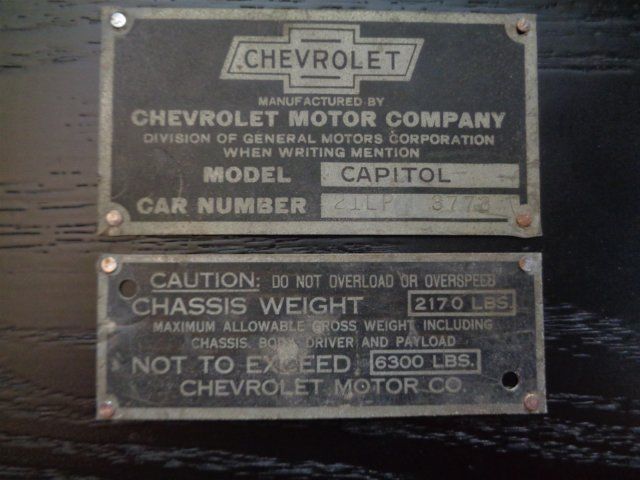 CHEVROLET
MANUFACTURED BY
CHEVROLET MOTOR COMPANY
DIVISION OF GENERAL MOTORS CORPORATION
WHEN WRITING MENTION
MODEL CAPITOL
CAR NUMBER 21LP 8773
CAUTION: DO NOT OVERLOAD OR OVERSPEED
CHASSIS WEIGHT 2170 LBS.
MAXIMUM ALLOWABLE GROSS WEIGHT INCLUDING
CHASSIS, BODY, DRIVER AND PAYLOAD
NOT TO EXCEED 6300 LBS.
CHEVROLET MOTOR CO.